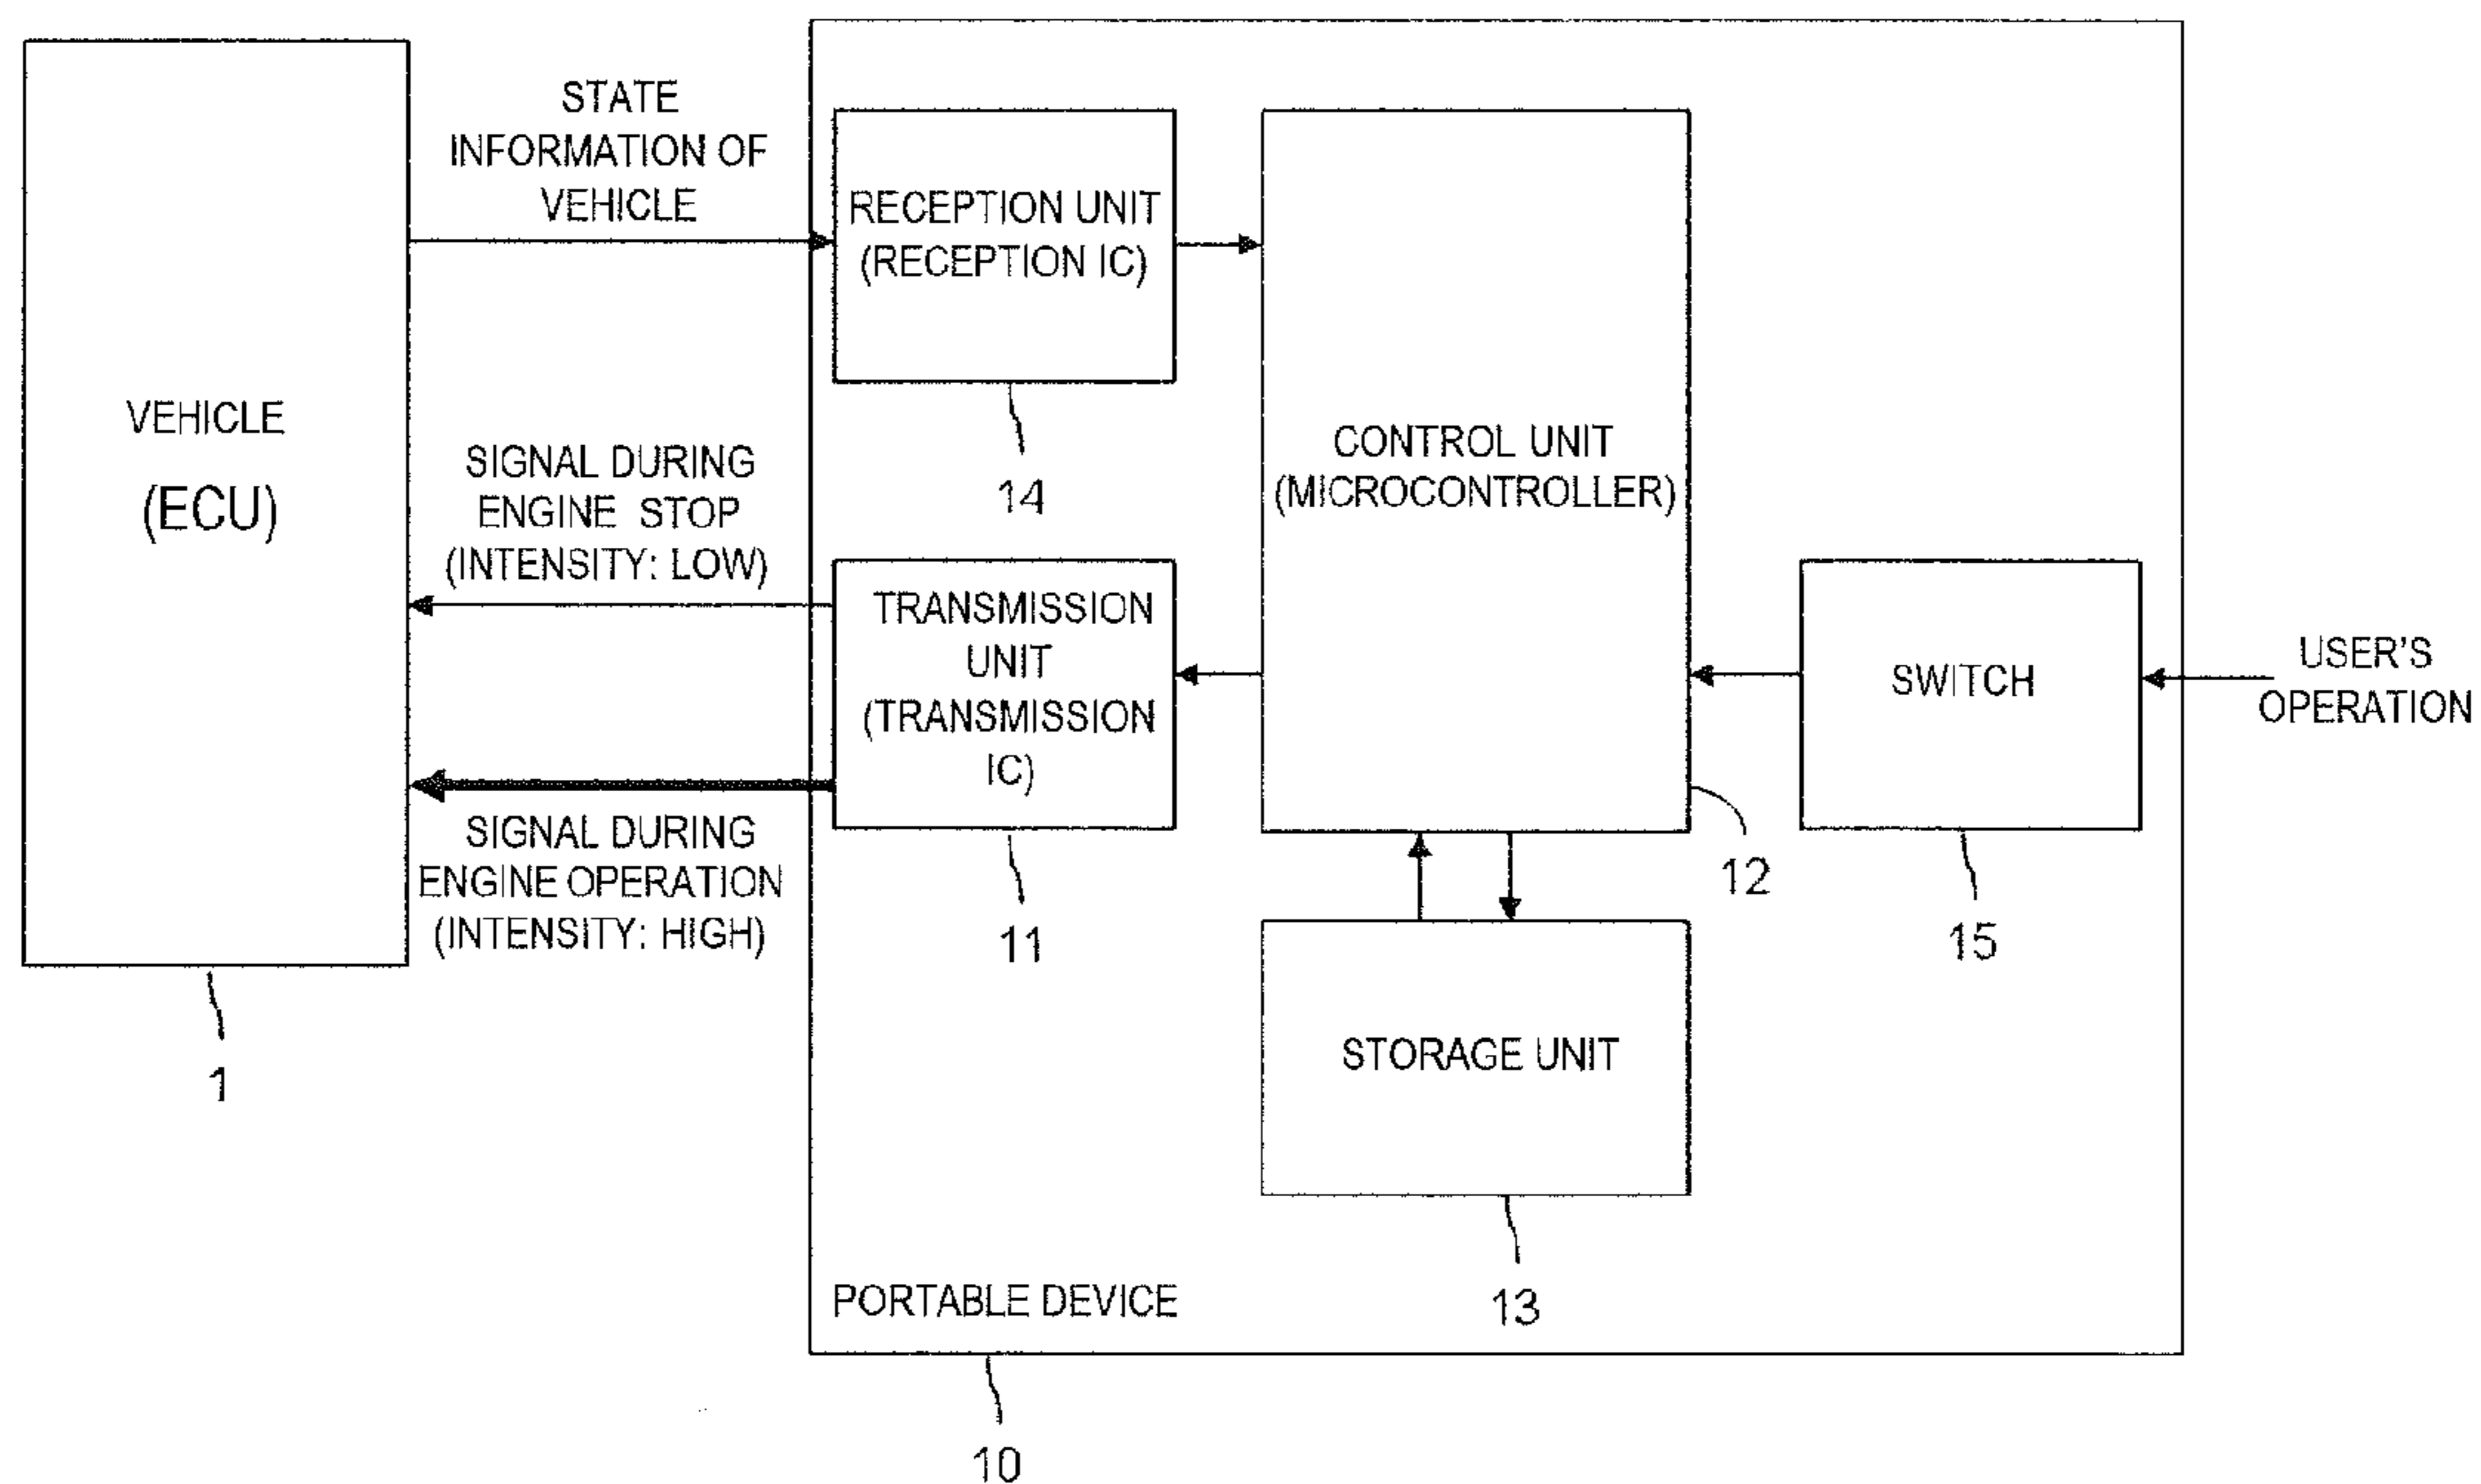 STATE
INFORMATION OF
VEHICLE
RECEPTION UNIT
(RECEPTION IC)
14
VEHICLE
(ECU)
1
SIGNAL DURING
ENGINE STOP
(INTENSITY: LOW)
SIGNAL DURING
ENGINE OPERATION
(INTENSITY: HIGH)
TRANSMISSION
UNIT
(TRANSMISSION
IC)
11
CONTROL UNIT
(MICROCONTROLLER)
12
SWITCH
15
USER'S
OPERATION
STORAGE UNIT
13
PORTABLE DEVICE
10